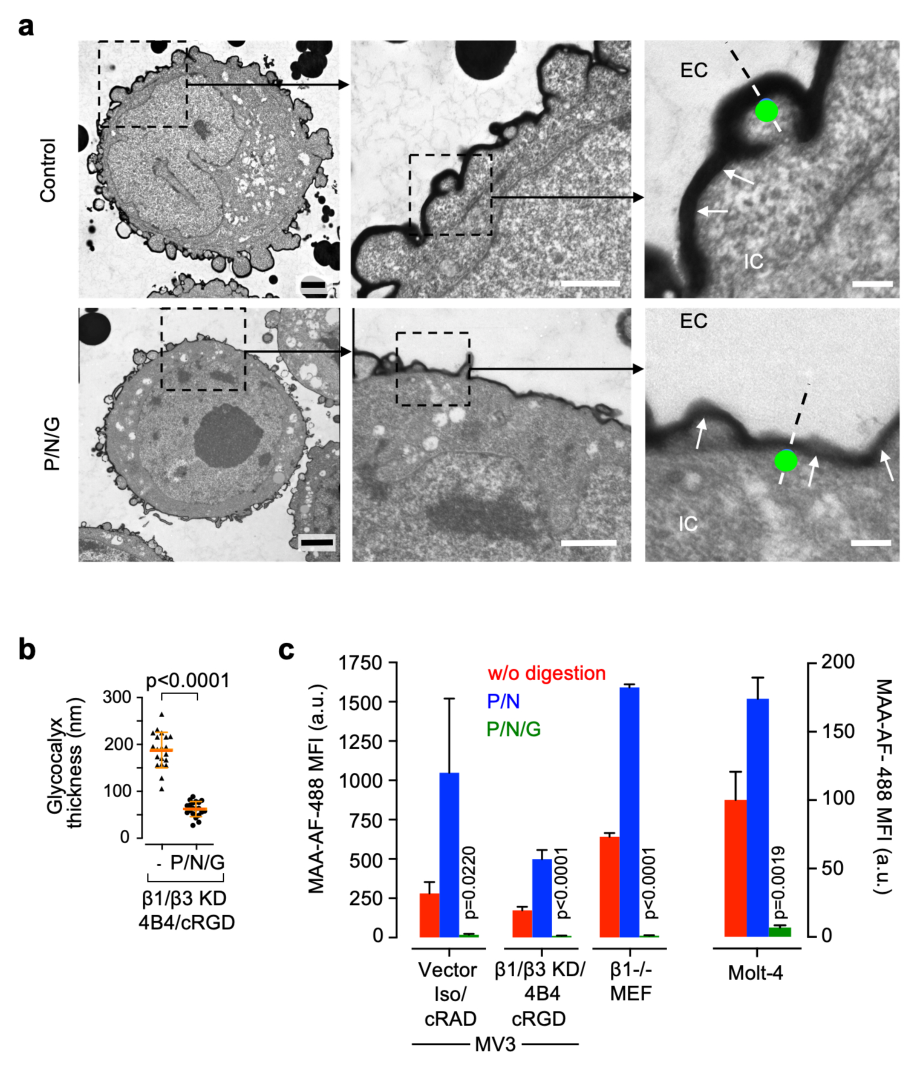 a
Control
EC
IC
P/N/G
EC
IC
b
p<0.0001
Glycocalyx
thickness (nm)
300
200
100
0
- P/N/G
β1/β3 KD
4B4/cRGD
c
MAA-AF-488 MFI (a.u.)
1750
1500
1250
1000
750
500
250
0
w/o digestion
P/N
P/N/G
p=0.0220
p<0.0001
p<0.0001
p=0.0019
200
150
100
50
0
MAA-AF- 488 MFI (a.u.)
Vector
Iso/
cRAD
β1/β3 KD/
4B4
cRGD
β1-/-
MEF
Molt-4
MV3